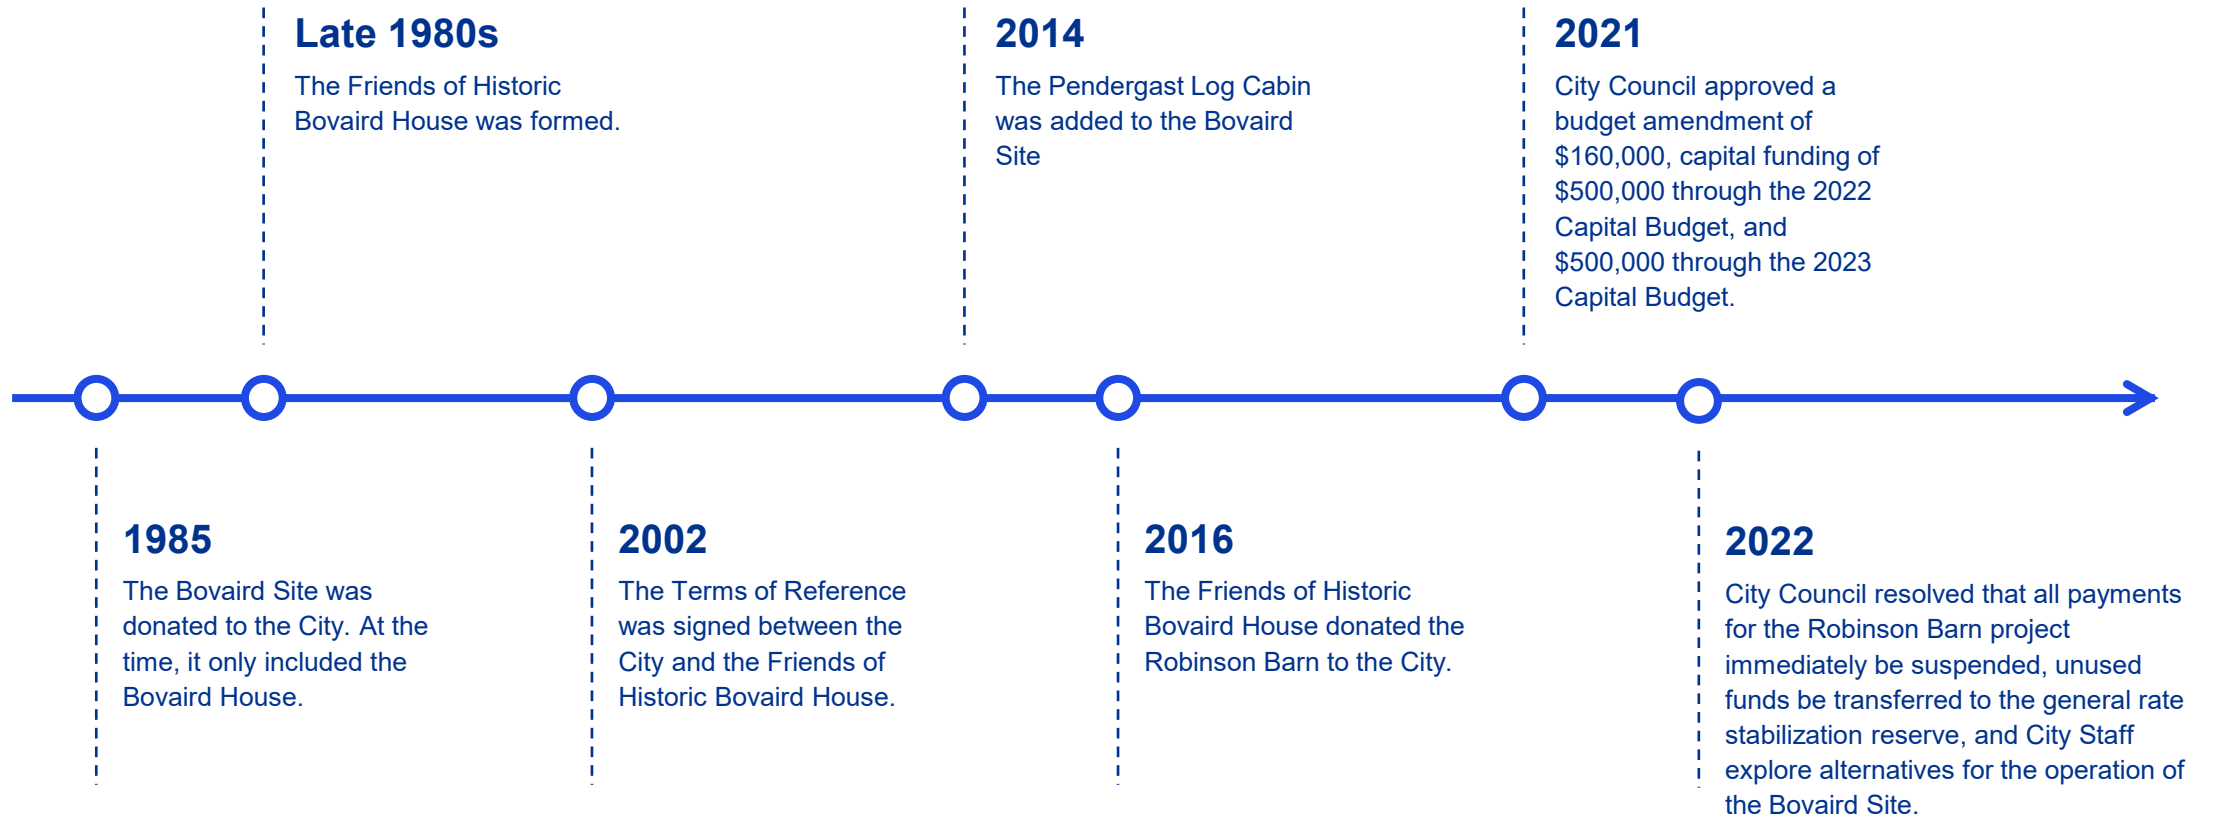 Late 1980s
The Friends of Historic
Bovaird House was formed.
2014
The Pendergast Log Cabin
was added to the Bovaird
Site
2021
City Council approved a
budget amendment of
$160,000, capital funding of
$500,000 through the 2022
Capital Budget, and
$500,000 through the 2023
Capital Budget.
1985
The Bovaird Site was
donated to the City. At the
time, it only included the
Bovaird House.
2002
The Terms of Reference
was signed between the
City and the Friends of
Historic Bovaird House.
2016
The Friends of Historic
Bovaird House donated the
Robinson Barn to the City.
2022
City Council resolved that all payments
for the Robinson Barn project
immediately be suspended, unused
funds be transferred to the general rate
stabilization reserve, and City Staff
explore alternatives for the operation of
the Bovaird Site.